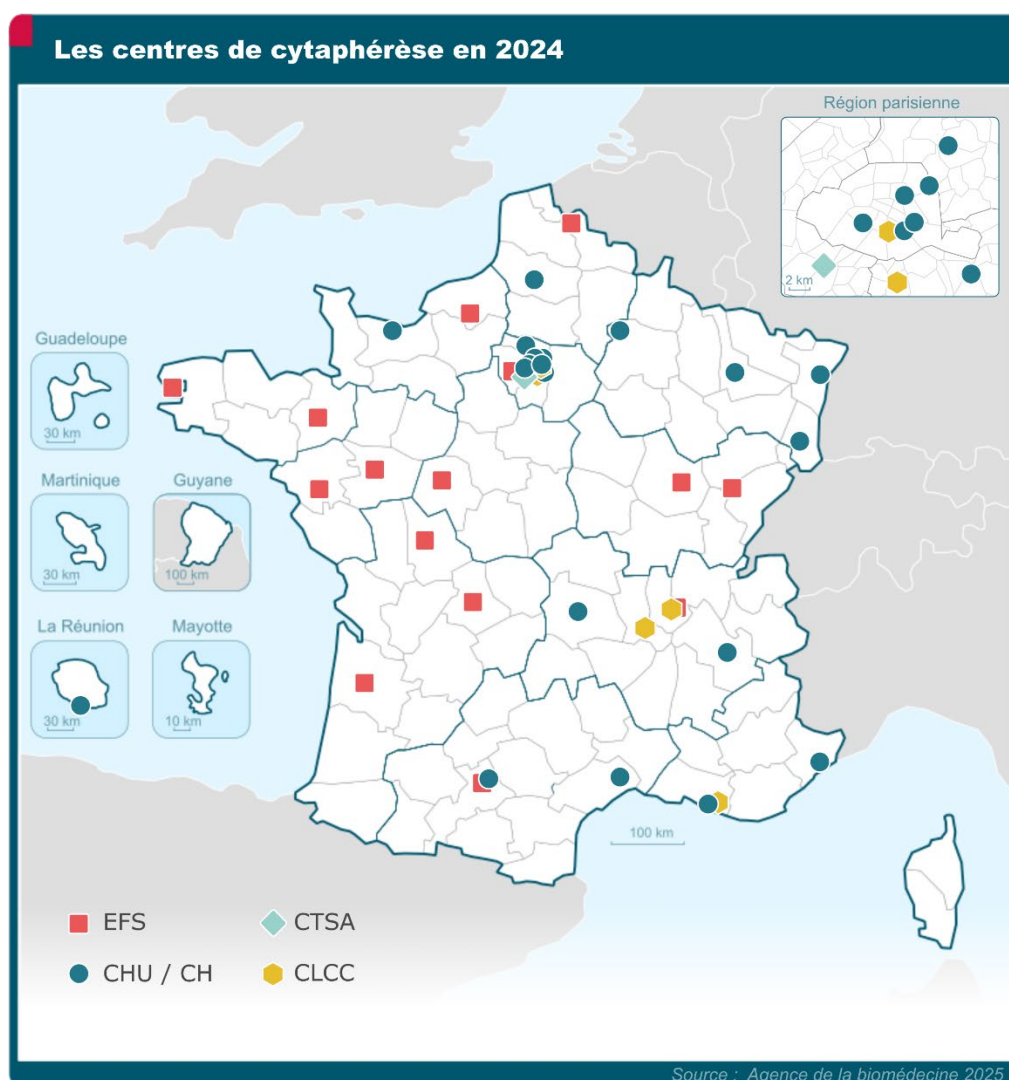 Les centres de cytaphérèse en 2024
Région parisienne
2 km
Guadeloupe
30 km
Martinique
Guyane
30 km
100 km
La Réunion
Mayotte
30 km
10 km
100 km
EFS
CTSA
CHU / CH
CLCC
Source : Agence de la biomédecine 2025